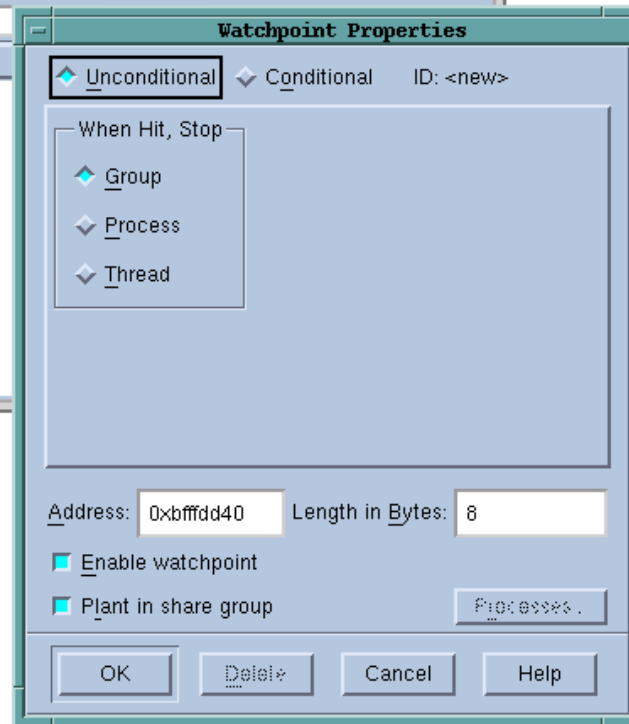 Watchpoint Properties
Unconditional Conditional ID: <new>
When Hit, Stop
Group
Process
Thread
Address: 0xbfffdd40 Length in Bytes: 8
Enable watchpoint
Plant in share group Processes.
OK Delete Cancel Help